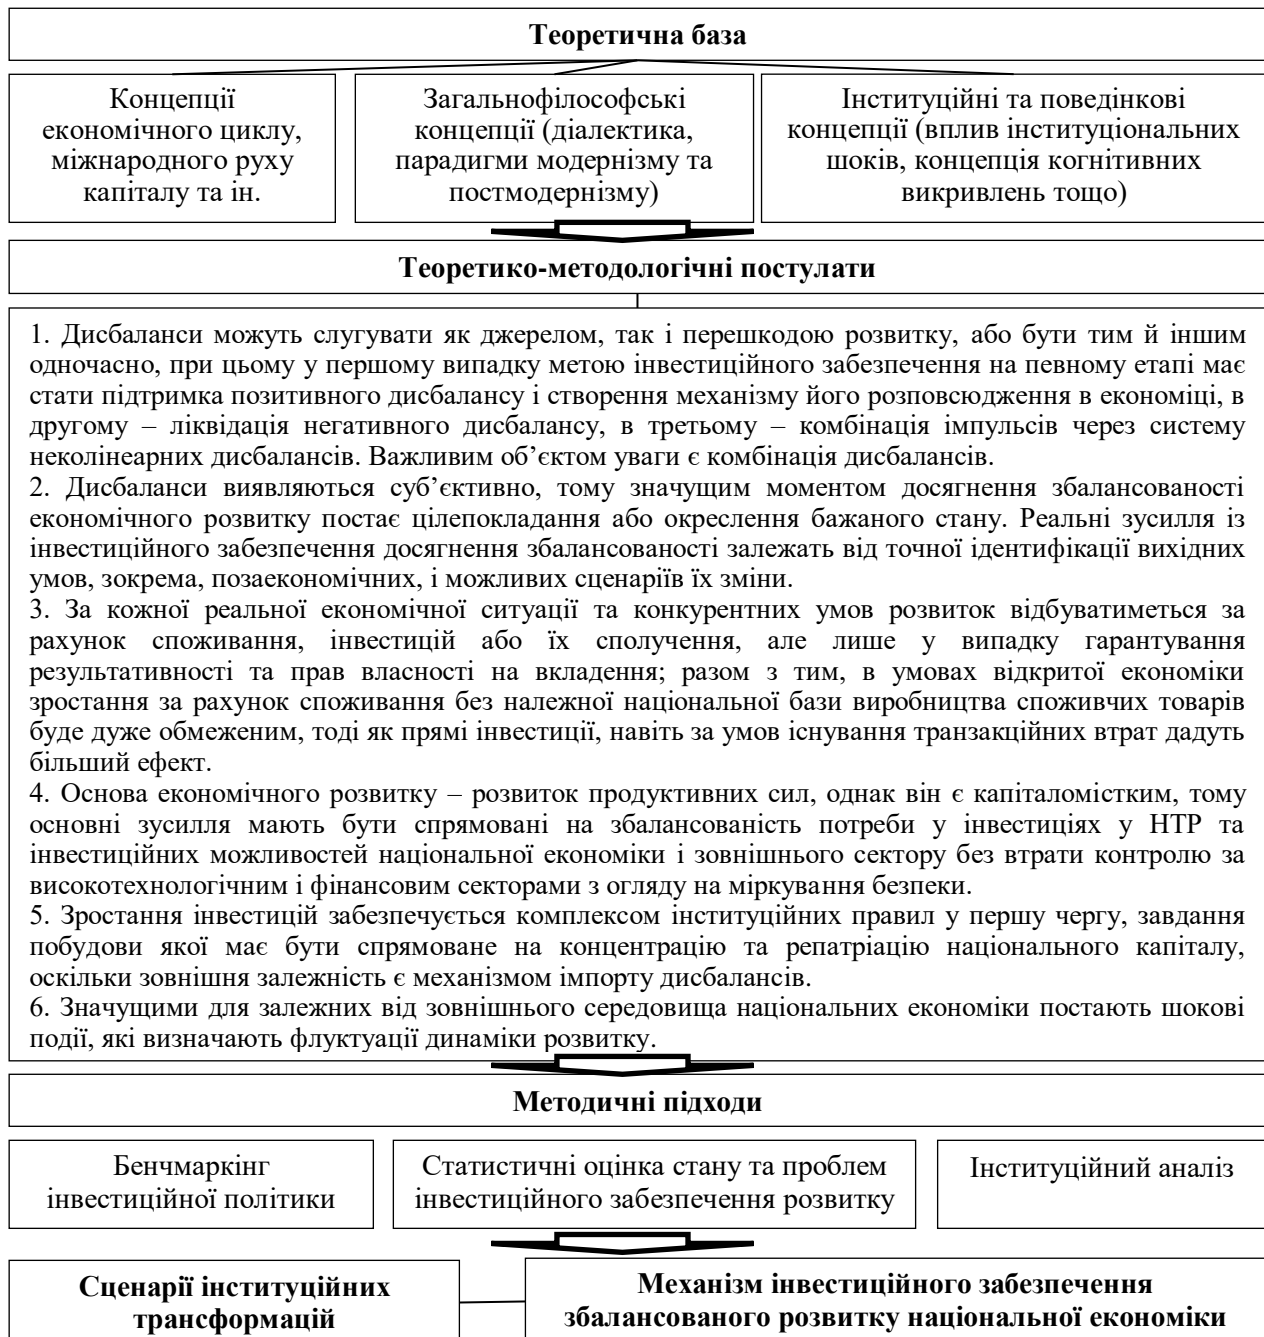 Теоретична база
Концепції
економічного циклу,
міжнародного руху
капіталу та ін.
Загальнофілософські
концепції (діалектика,
парадигми модернізму та
постмодернізму)
Інституційні та поведінкові
концепції (вплив інституціональних
шоків, концепція когнітивних
викривлень тощо)
Теоретико-методологічні постулати
1. Дисбаланси можуть слугувати як джерелом, так і перешкодою розвитку, або бути тим й іншим
одночасно, при цьому у першому випадку метою інвестиційного забезпечення на певному етапі має
стати підтримка позитивного дисбалансу і створення механізму його розповсюдження в економіці, в
другому – ліквідація негативного дисбалансу, в третьому – комбінація імпульсів через систему
неколінеарних дисбалансів. Важливим об’єктом уваги є комбінація дисбалансів.
2. Дисбаланси виявляються суб’єктивно, тому значущим моментом досягнення збалансованості
економічного розвитку постає цілепокладання або окреслення бажаного стану. Реальні зусилля із
інвестиційного забезпечення досягнення збалансованості залежать від точної ідентифікації вихідних
умов, зокрема, позаекономічних, і можливих сценаріїв їх зміни.
3. За кожної реальної економічної ситуації та конкурентних умов розвиток відбуватиметься за
рахунок споживання, інвестицій або їх сполучення, але лише у випадку гарантування
результативності та прав власності на вкладення; разом з тим, в умовах відкритої економіки
зростання за рахунок споживання без належної національної бази виробництва споживчих товарів
буде дуже обмеженим, тоді як прямі інвестиції, навіть за умов існування транзакційних втрат дадуть
більший ефект.
4. Основа економічного розвитку – розвиток продуктивних сил, однак він є капіталомістким, тому
основні зусилля мають бути спрямовані на збалансованість потреби у інвестиціях у НТР та
інвестиційних можливостей національної економіки і зовнішнього сектору без втрати контролю за
високотехнологічним і фінансовим секторами з огляду на міркування безпеки.
5. Зростання інвестицій забезпечується комплексом інституційних правил у першу чергу, завдання
побудови якої має бути спрямоване на концентрацію та репатріацію національного капіталу,
оскільки зовнішня залежність є механізмом імпорту дисбалансів.
6. Значущими для залежних від зовнішнього середовища національних економіки постають шокові
події, які визначають флуктуації динаміки розвитку.
Методичні підходи
Бенчмаркінг
інвестиційної політики
Статистичні оцінка стану та проблем
інвестиційного забезпечення розвитку
Інституційний аналіз
Сценарії інституційних
трансформацій
Механізм інвестиційного забезпечення
збалансованого розвитку національної економіки